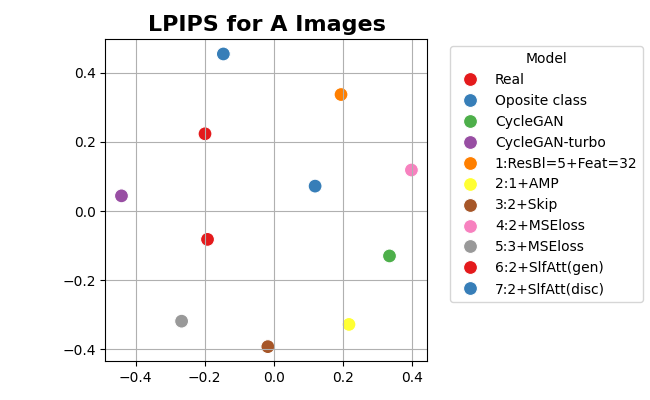 LPIPS for A Images
0.4
0.2
0.0
−0.2
−0.4
−0.4 −0.2 0.0 0.2 0.4
Model
Real
Oposite class
CycleGAN
CycleGAN-turbo
1:ResBl=5+Feat=32
2:1+AMP
3:2+Skip
4:2+MSEloss
5:3+MSEloss
6:2+SlfAtt(gen)
7:2+SlfAtt(disc)